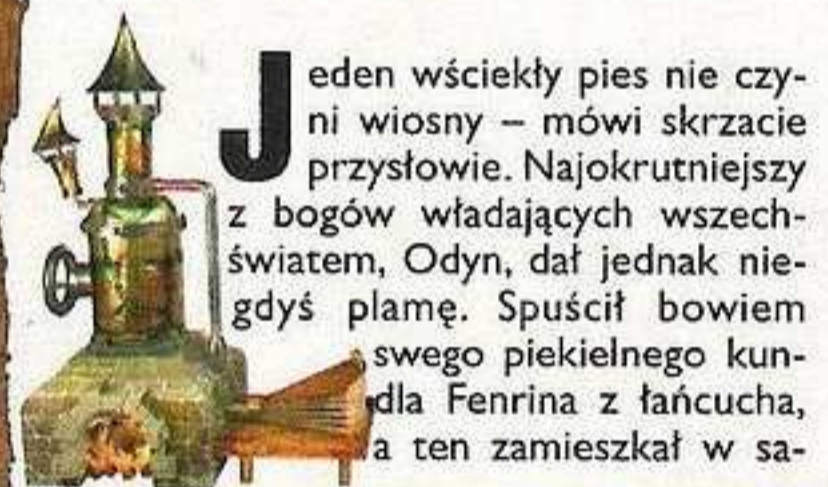 Jeden wściekły pies nie czy-
ni wiosny – mówi skrzacie
przysłowie. Najokrutniejszy
z bogów władających wszech-
światem, Odyn, dał jednak nie-
gdyś plamę. Spuścił bowiem
swego piekielnego kun-
dla Fenrina z łańcucha,
a ten zamieszkał w sa-